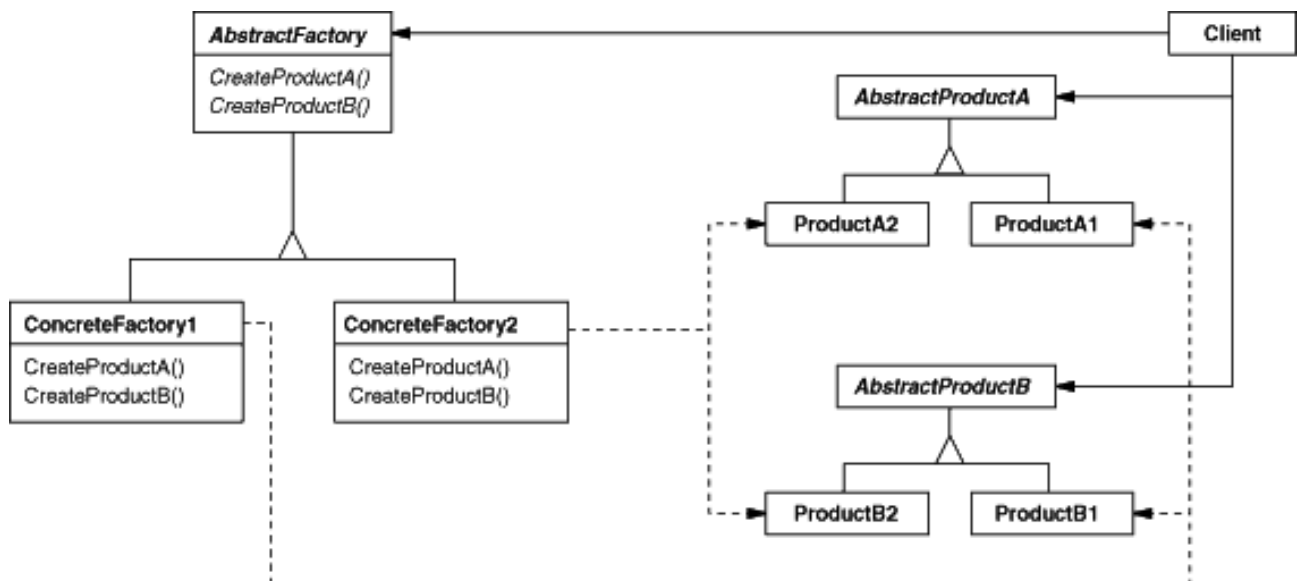 AbstractFactory
CreateProductA()
CreateProductB()
Client
AbstractProductA
ProductA2
ProductA1
ConcreteFactory1
CreateProductA()
CreateProductB()
ConcreteFactory2
CreateProductA()
CreateProductB()
AbstractProductB
ProductB2
ProductB1